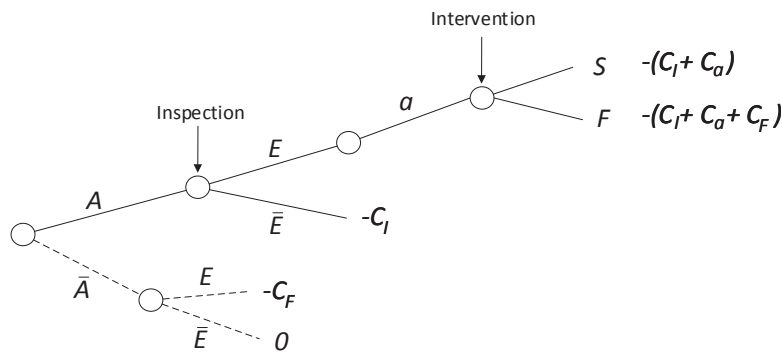 Intervention
S -(C_I + C_a)
a
F -(C_I + C_a + C_F)
Inspection
E
A
Ē -C_I
Ā
E -C_F
Ē 0